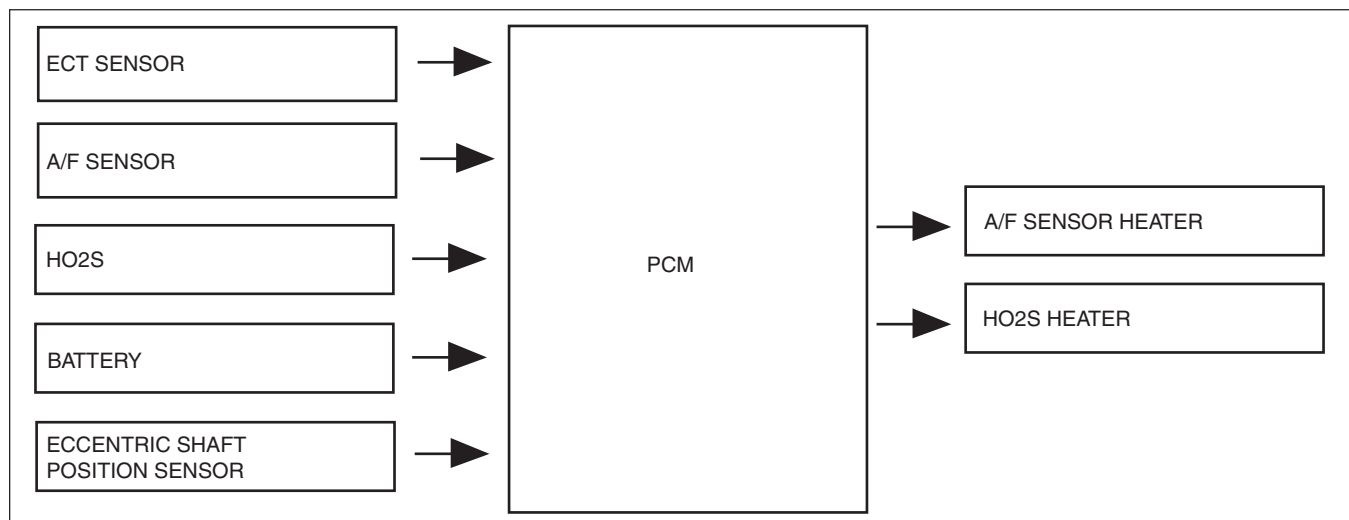 ECT SENSOR
A/F SENSOR
HO2S
BATTERY
ECCENTRIC SHAFT
POSITION SENSOR
PCM
A/F SENSOR HEATER
HO2S HEATER